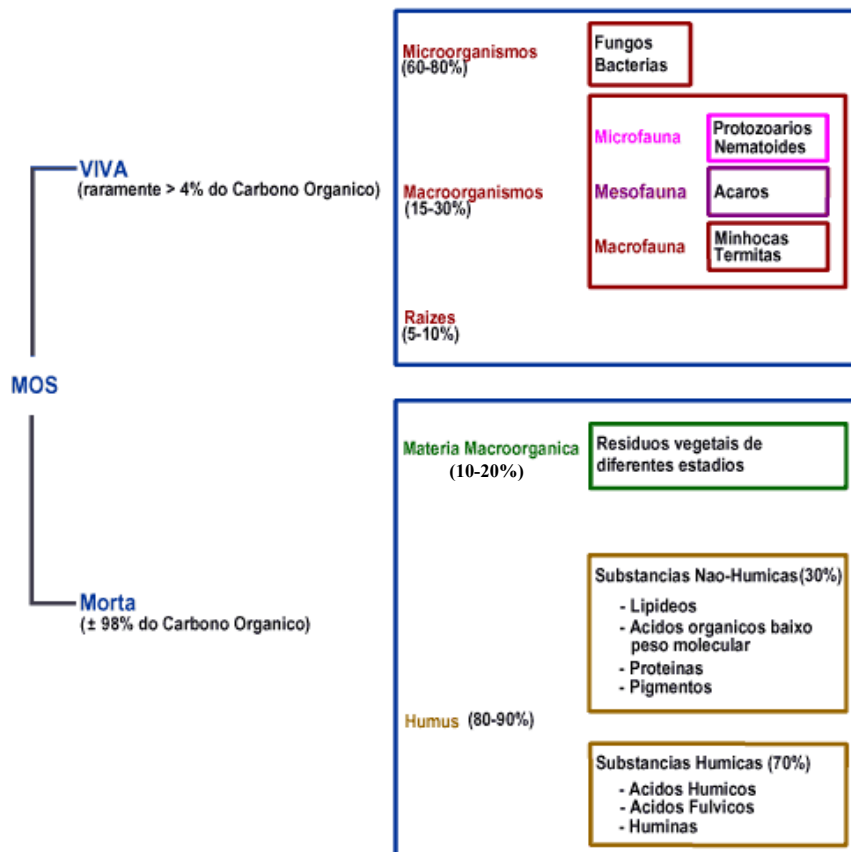 MOS
VIVA
(raramente > 4% do Carbono Organico)
Microorganismos
(60-80%)
Fungos
Bacterias
Macroorganismos
(15-30%)
Microfauna
Protozoarios
Nematoides
Mesofauna
Acaros
Macrofauna
Minhocas
Termitas
Raizes
(5-10%)
Morta
(± 98% do Carbono Organico)
Materia Macroorganica
(10-20%)
Residuos vegetais de
diferentes estadios
Humus (80-90%)
Substancias Nao-Humicas(30%)
- Lipideos
- Acidos organicos baixo
peso molecular
- Proteinas
- Pigmentos
Substancias Humicas (70%)
- Acidos Humicos
- Acidos Fulvicos
- Huminas